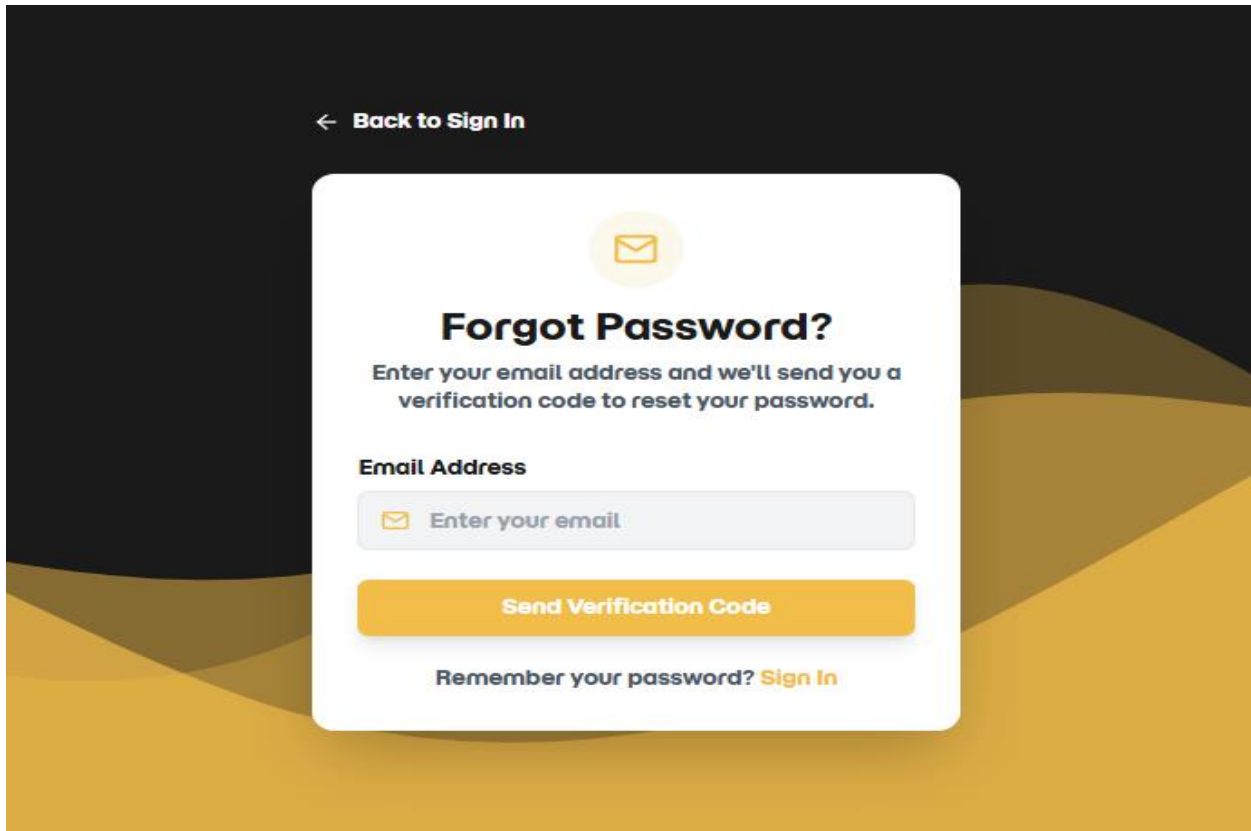 Back to Sign In
Forgot Password?
Enter your email address and we'll send you a
verification code to reset your password.
Email Address
Enter your email
Send Verification Code
Remember your password? Sign In